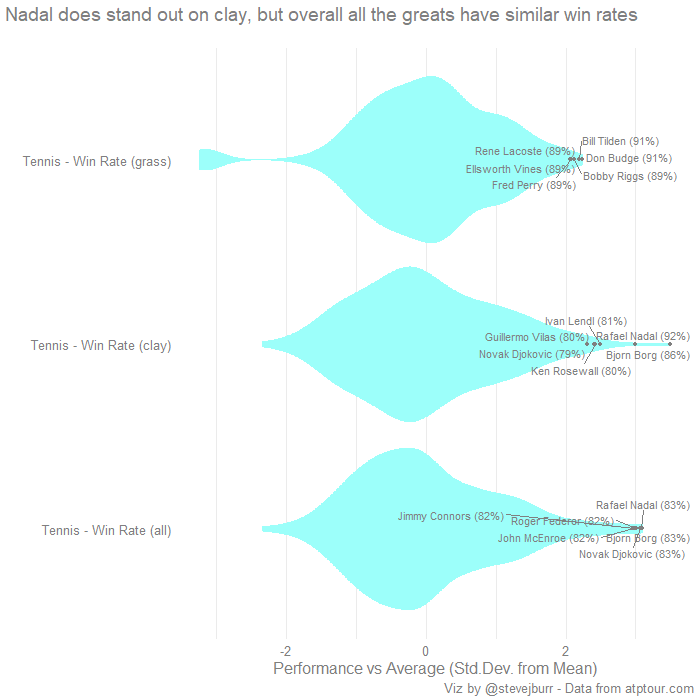 Nadal does stand out on clay, but overall all the greats have similar win rates
Tennis - Win Rate (grass)
Bill Tilden (91%)
Rene Lacoste (89%)
Don Budge (91%)
Ellsworth Vines (89%)
Bobby Riggs (89%)
Fred Perry (89%)
Tennis - Win Rate (clay)
Ivan Lendl (81%)
Guillermo Vilas (80%)
Rafael Nadal (92%)
Novak Djokovic (79%)
Bjorn Borg (86%)
Ken Rosewall (80%)
Tennis - Win Rate (all)
Rafael Nadal (83%)
Jimmy Connors (82%)
Roger Federer (82%)
John McEnroe (82%)
Bjorn Borg (83%)
Novak Djokovic (83%)
-2 0 2
Performance vs Average (Std.Dev. from Mean)
Viz by @stevejburr - Data from atptour.com